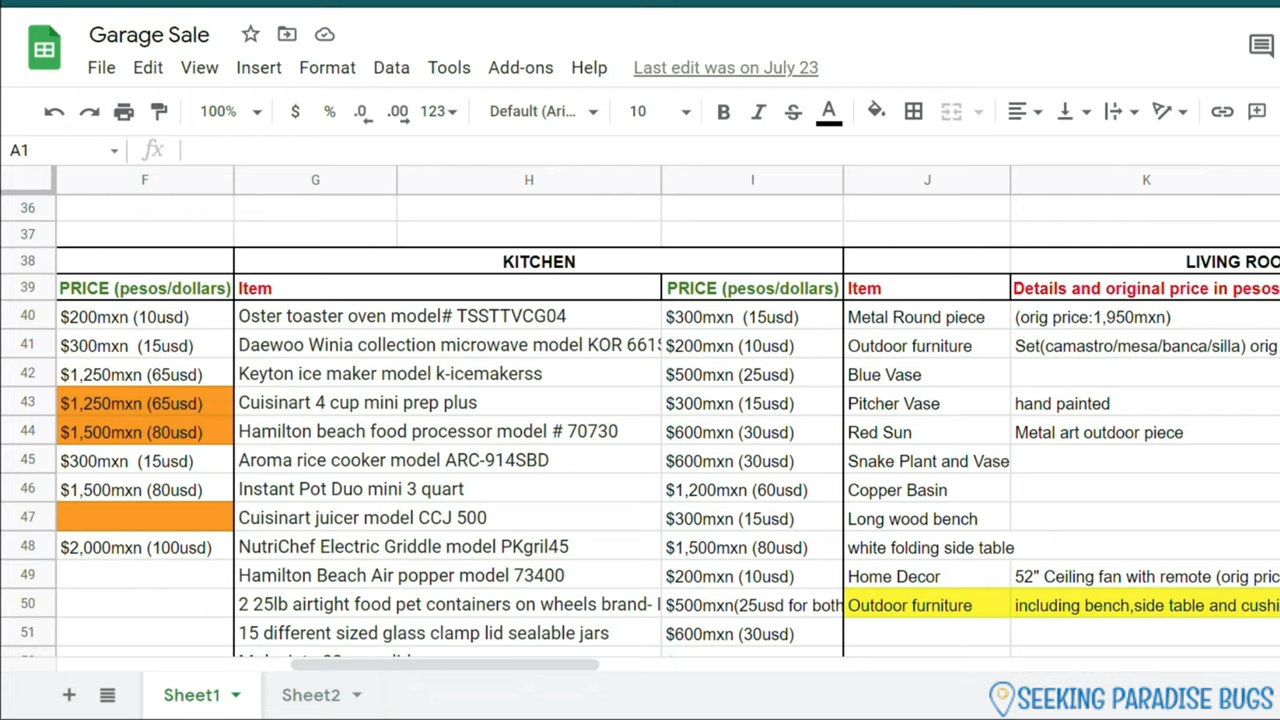 Garage Sale
File Edit View Insert Format Data Tools Add-ons Help Last edit was on July 23
100% $ % .0 .00 123 Default (Ari... 10 B I S A
A1 fx
F G H I J K
36
37
38 KITCHEN LIVING ROO
39 PRICE (pesos/dollars) Item PRICE (pesos/dollars) Item Details and original price in pesos
40 $200mxn (10usd) Oster toaster oven model# TSSTTVCG04 $300mxn (15usd) Metal Round piece (orig price:1,950mxn)
41 $300mxn (15usd) Daewoo Winia collection microwave model KOR 661S $200mxn (10usd) Outdoor furniture Set(camastro/mesa/banca/silla) orig
42 $1,250mxn (65usd) Keyton ice maker model k-icemakerss $500mxn (25usd) Blue Vase
43 $1,250mxn (65usd) Cuisinart 4 cup mini prep plus $300mxn (15usd) Pitcher Vase hand painted
44 $1,500mxn (80usd) Hamilton beach food processor model # 70730 $600mxn (30usd) Red Sun Metal art outdoor piece
45 $300mxn (15usd) Aroma rice cooker model ARC-914SBD $600mxn (30usd) Snake Plant and Vase
46 $1,500mxn (80usd) Instant Pot Duo mini 3 quart $1,200mxn (60usd) Copper Basin
47 Cuisinart juicer model CCJ 500 $300mxn (15usd) Long wood bench
48 $2,000mxn (100usd) NutriChef Electric Griddle model PKgril45 $1,500mxn (80usd) white folding side table
49 Hamilton Beach Air popper model 73400 $200mxn (10usd) Home Decor 52" Ceiling fan with remote (orig pric
50 2 25lb airtight food pet containers on wheels brand- $500mxn(25usd for both Outdoor furniture including bench,side table and cushi
51 15 different sized glass clamp lid sealable jars $600mxn (30usd)
+ Sheet1 Sheet2
SEEKING PARADISE BUGS